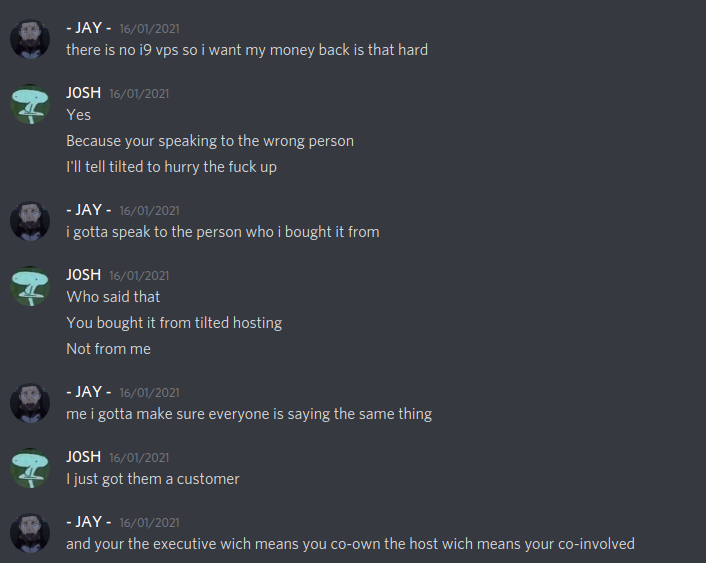 - JAY - 16/01/2021
there is no i9 vps so i want my money back is that hard
JOSH 16/01/2021
Yes
Because your speaking to the wrong person
I'll tell tilted to hurry the fuck up
- JAY - 16/01/2021
i gotta speak to the person who i bought it from
JOSH 16/01/2021
Who said that
You bought it from tilted hosting
Not from me
- JAY - 16/01/2021
me i gotta make sure everyone is saying the same thing
JOSH 16/01/2021
I just got them a customer
- JAY - 16/01/2021
and your the executive wich means you co-own the host wich means your co-involved